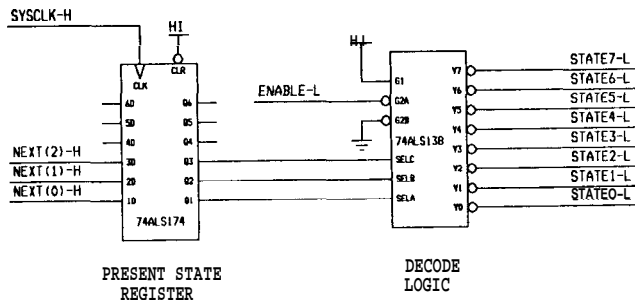 SYSCLK-H
HI
CLK
CLR
6D
Q6
5D
Q5
4D
Q4
NEXT(2)-H
3D
Q3
NEXT(1)-H
2D
Q2
NEXT(0)-H
1D
Q1
74ALS174
PRESENT STATE
REGISTER
HI
G1
ENABLE-L
G2A
G2B
74ALS138
SELC
SELB
SELA
Y7
STATE7-L
Y6
STATE6-L
Y5
STATE5-L
Y4
STATE4-L
Y3
STATE3-L
Y2
STATE2-L
Y1
STATE1-L
Y0
STATE0-L
DECODE
LOGIC